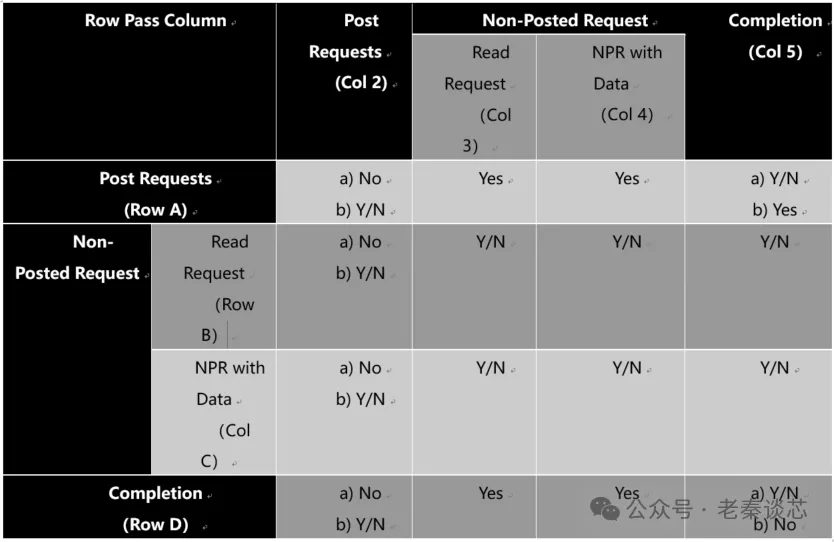 Row Pass Column
Post
Requests
(Col 2)
Non-Posted Request
Completion
(Col 5)
Read
Request
(Col
3)
NPR with
Data
(Col 4)
Post Requests
(Row A)
a) No
b) Y/N
Yes
Yes
a) Y/N
b) Yes
Non-
Posted Request
Read
Request
(Row
B)
a) No
b) Y/N
Y/N
Y/N
Y/N
NPR with
Data
(Col
C)
a) No
b) Y/N
Y/N
Y/N
Y/N
Completion
(Row D)
a) No
b) Y/N
Yes
Yes
a) Y/N
b) No
公众号·老秦谈芯